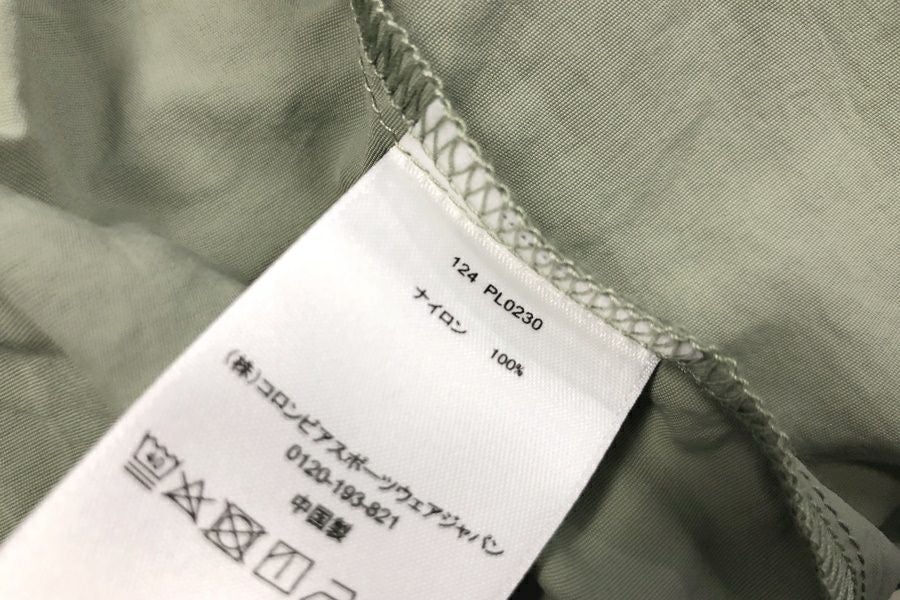 124 PL0230
ナイロン 100%
(株)コロンビアスポーツウェアジャパン
0120-193-821
中国製
40